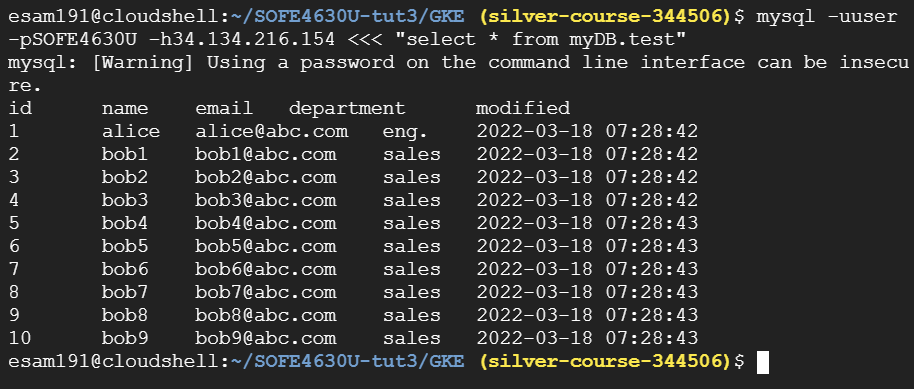 esam191@cloudshell:~/SOFE4630U-tut3/GKE (silver-course-344506)$ mysql -uuser
-pSOFE4630U -h34.134.216.154 <<< "select * from myDB.test"
mysql: [Warning] Using a password on the command line interface can be insecu
re.
id name email department modified
1 alice alice@abc.com eng. 2022-03-18 07:28:42
2 bob1 bob1@abc.com sales 2022-03-18 07:28:42
3 bob2 bob2@abc.com sales 2022-03-18 07:28:42
4 bob3 bob3@abc.com sales 2022-03-18 07:28:42
5 bob4 bob4@abc.com sales 2022-03-18 07:28:43
6 bob5 bob5@abc.com sales 2022-03-18 07:28:43
7 bob6 bob6@abc.com sales 2022-03-18 07:28:43
8 bob7 bob7@abc.com sales 2022-03-18 07:28:43
9 bob8 bob8@abc.com sales 2022-03-18 07:28:43
10 bob9 bob9@abc.com sales 2022-03-18 07:28:43
esam191@cloudshell:~/SOFE4630U-tut3/GKE (silver-course-344506)$